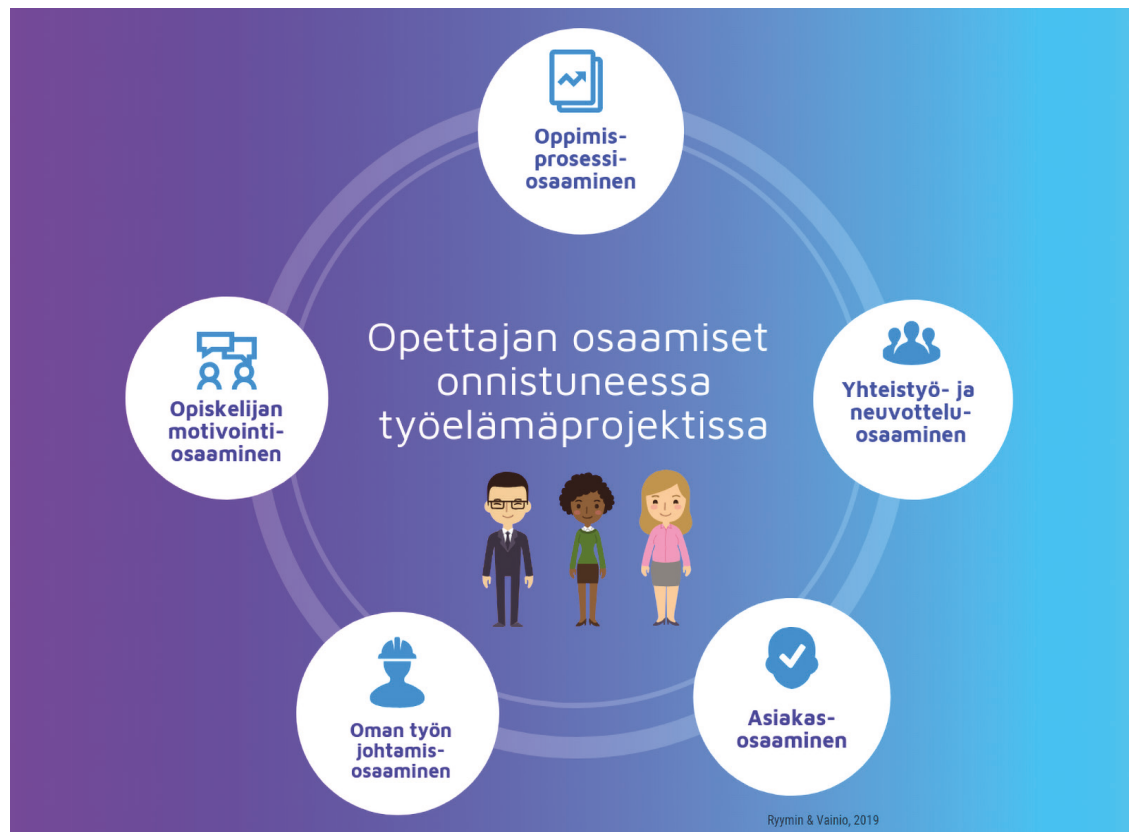 Oppimis-
prosessi-
osaaminen
Opettajan osaamiset
onnistuneessa
työelämäprojektissa
Opiskelijan
motivointi-
osaaminen
Yhteistyö- ja
neuvottelu-
osaaminen
Oman työn
johtamis-
osaaminen
Asiakas-
osaaminen
Ryymin & Vainio, 2019